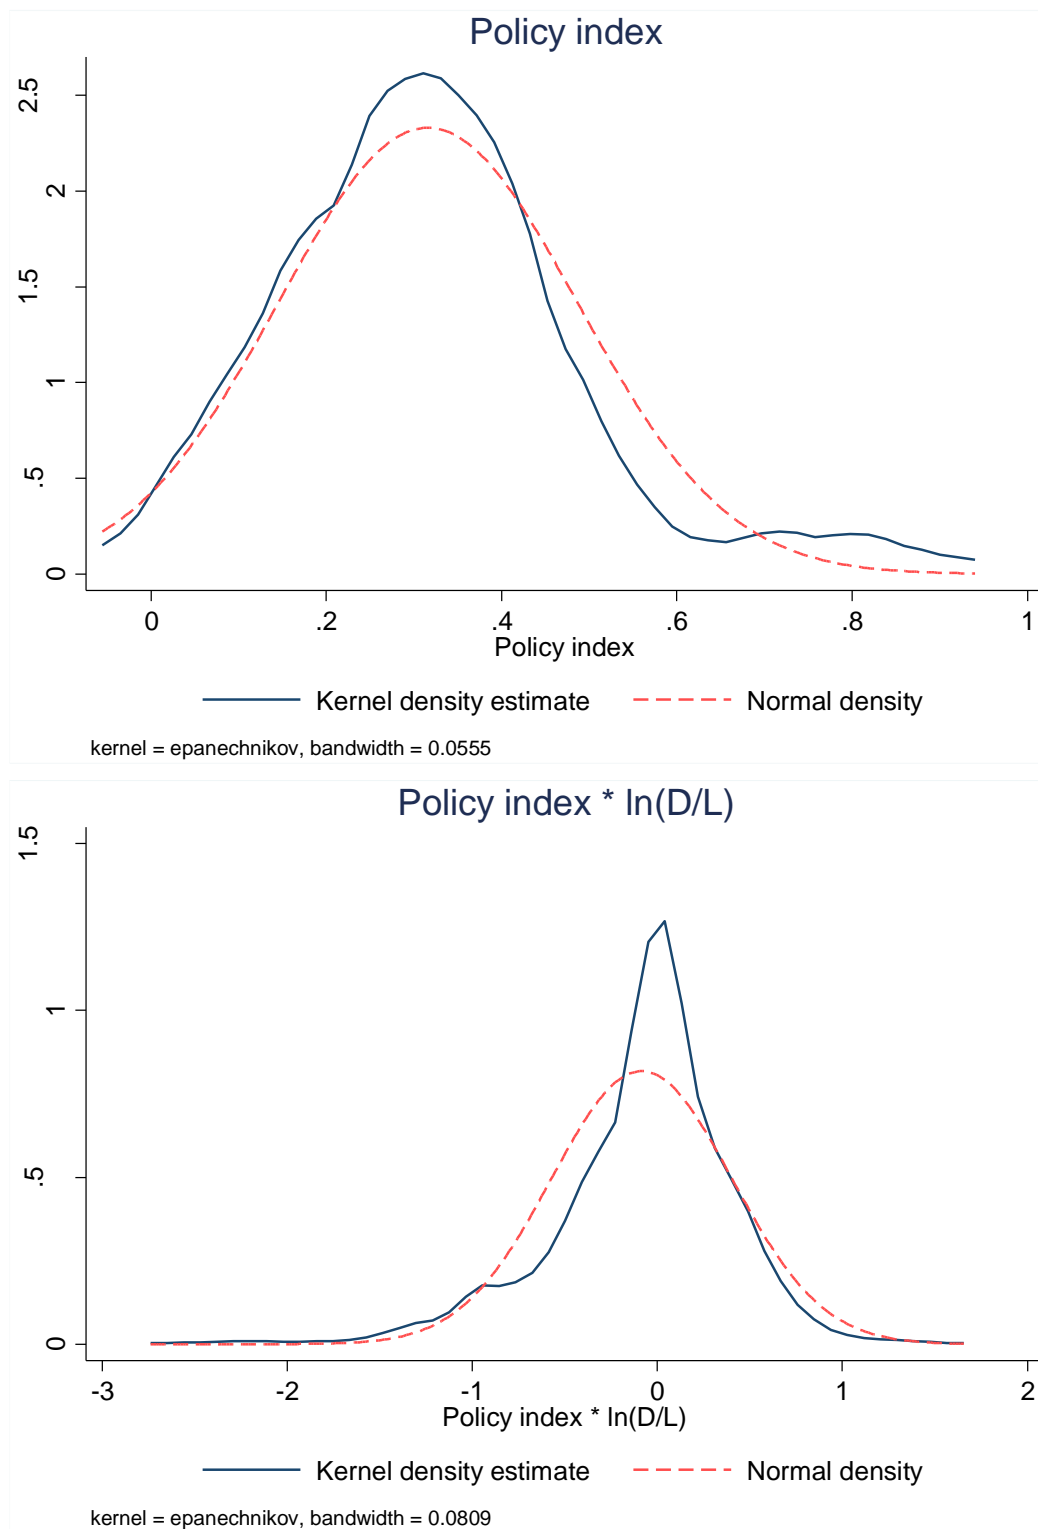 Policy index
2.5
2
1.5
1
.5
0
0 .2 .4 .6 .8 1
Policy index
Kernel density estimate Normal density
kernel = epanechnikov, bandwidth = 0.0555
Policy index * ln(D/L)
1.5
1
.5
0
-3 -2 -1 0 1 2
Policy index * ln(D/L)
Kernel density estimate Normal density
kernel = epanechnikov, bandwidth = 0.0809